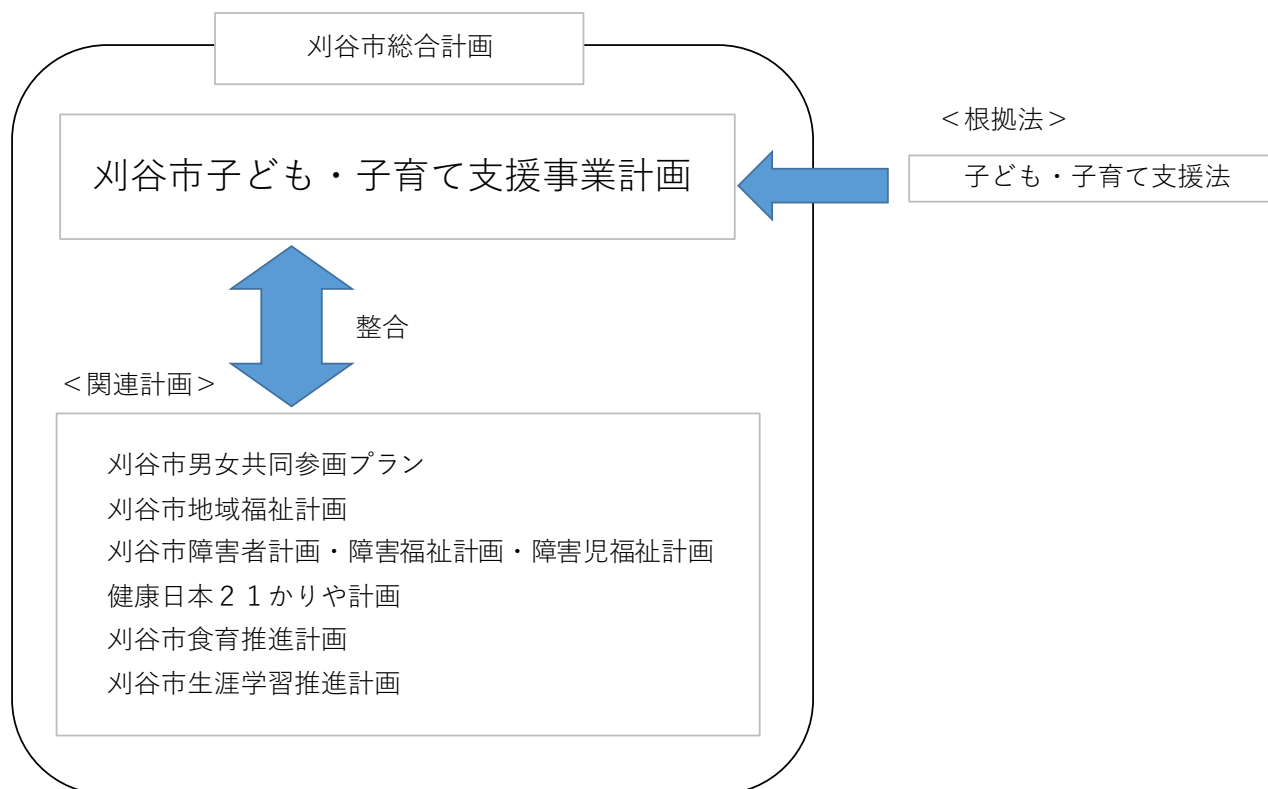 刈谷市総合計画
<根拠法>
刈谷市子ども・子育て支援事業計画
子ども・子育て支援法
整合
<関連計画>
刈谷市男女共同参画プラン
刈谷市地域福祉計画
刈谷市障害者計画・障害福祉計画・障害児福祉計画
健康日本２１かりや計画
刈谷市食育推進計画
刈谷市生涯学習推進計画